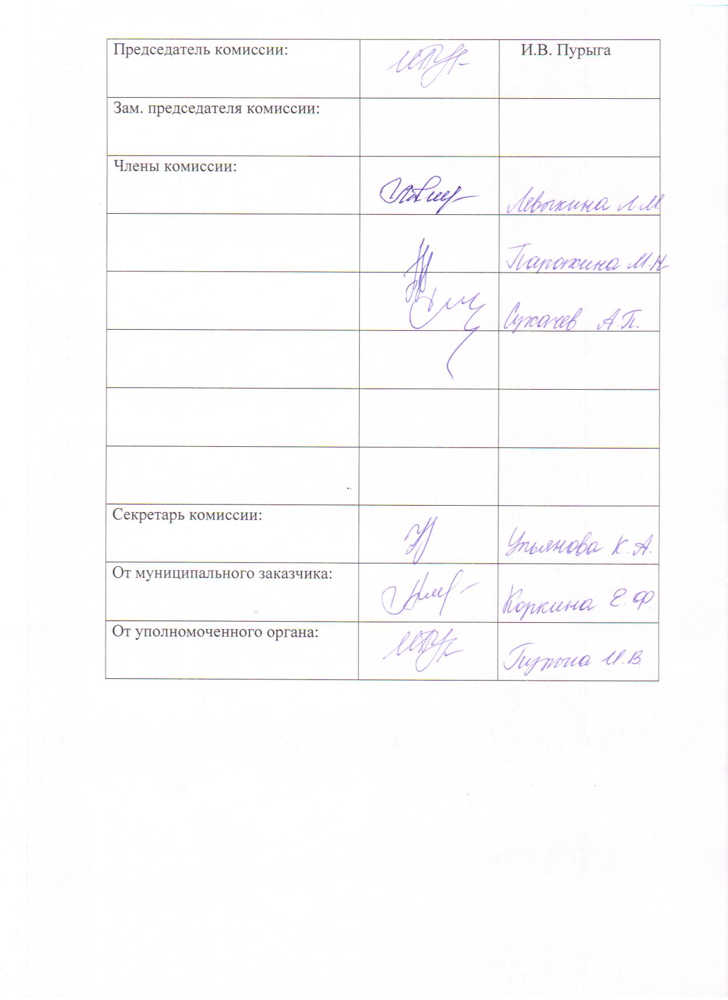 Председатель комиссии: И.В. Пурыга
Зам. председателя комиссии:
Члены комиссии:
Левыкина Л.М.
Парахина М.Н
Сухачев А.П.
Секретарь комиссии:
Ульянова К.А.
От муниципального заказчика:
Коркина Е.Ф.
От уполномоченного органа:
Пурыга И.В.